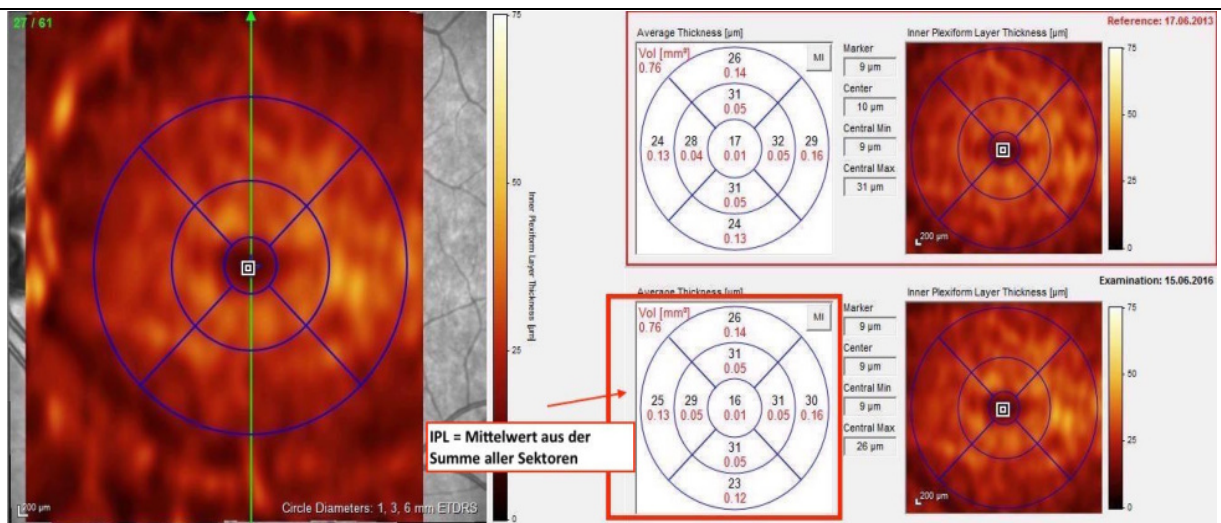 27 / 61
75
50
25
0
Inner Plexiform Layer Thickness [µm]
200 µm
Circle Diameters: 1, 3, 6 mm ETDRS
IPL = Mittelwert aus der
Summe aller Sektoren
Reference: 17.06.2013
Average Thickness [µm]
Vol [mm³]
0.76
MI
26
0.14
31
0.05
24
0.13
28
0.04
17
0.01
32
0.05
29
0.16
31
0.05
24
0.13
Marker
9 µm
Center
10 µm
Central Min
9 µm
Central Max
31 µm
Inner Plexiform Layer Thickness [µm]
200 µm
75
50
25
0
Examination: 15.06.2016
Average Thickness [µm]
Vol [mm³]
0.76
MI
26
0.14
31
0.05
25
0.13
29
0.05
16
0.01
31
0.05
30
0.16
31
0.05
23
0.12
Marker
9 µm
Center
9 µm
Central Min
9 µm
Central Max
26 µm
Inner Plexiform Layer Thickness [µm]
200 µm
75
50
25
0